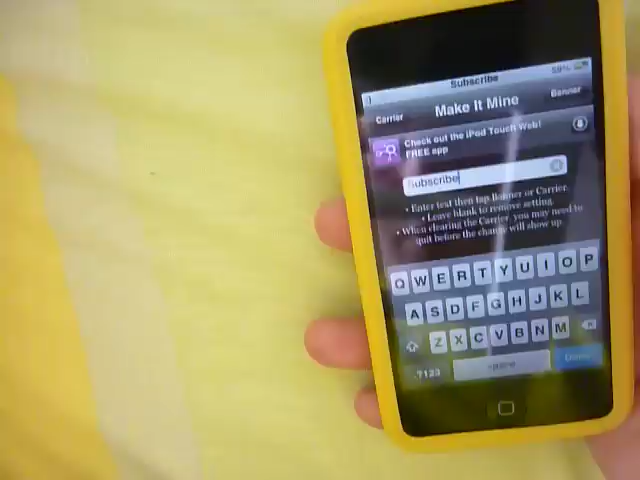 Subscribe
59%
Carrier
Make It Mine
Banner
Check out the iPod Touch Web!
FREE app
Subscribe
• Enter text then tap Banner or Carrier.
• Leave blank to remove setting.
• When clearing the Carrier, you may need to
quit before the change will show up.
Q W E R T Y U I O P
A S D F G H J K L
Z X C V B N M
.?123
space
Done